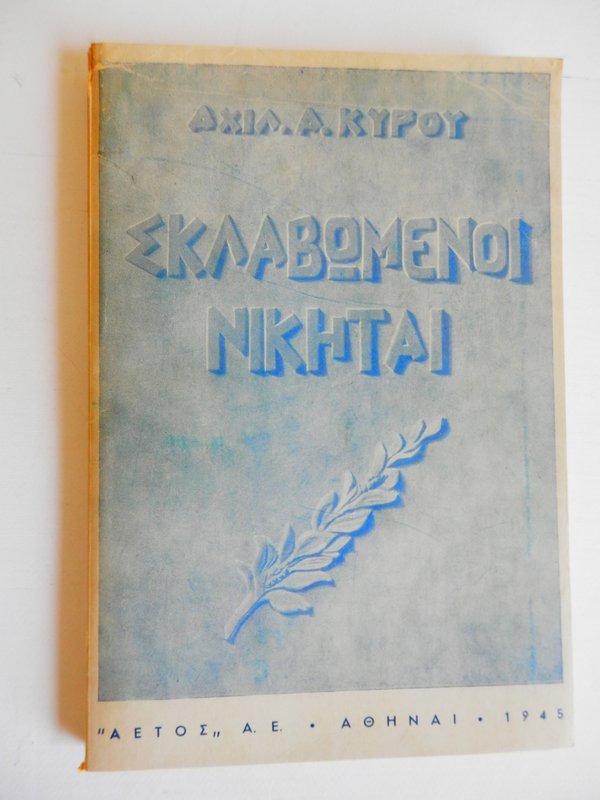 ΑΧΙΛ. Α. ΚΥΡΟΥ
ΣΚΛΑΒΩΜΕΝΟΙ
ΝΙΚΗΤΑΙ
"ΑΕΤΟΣ„ Α.Ε. • ΑΘΗΝΑΙ • 1945